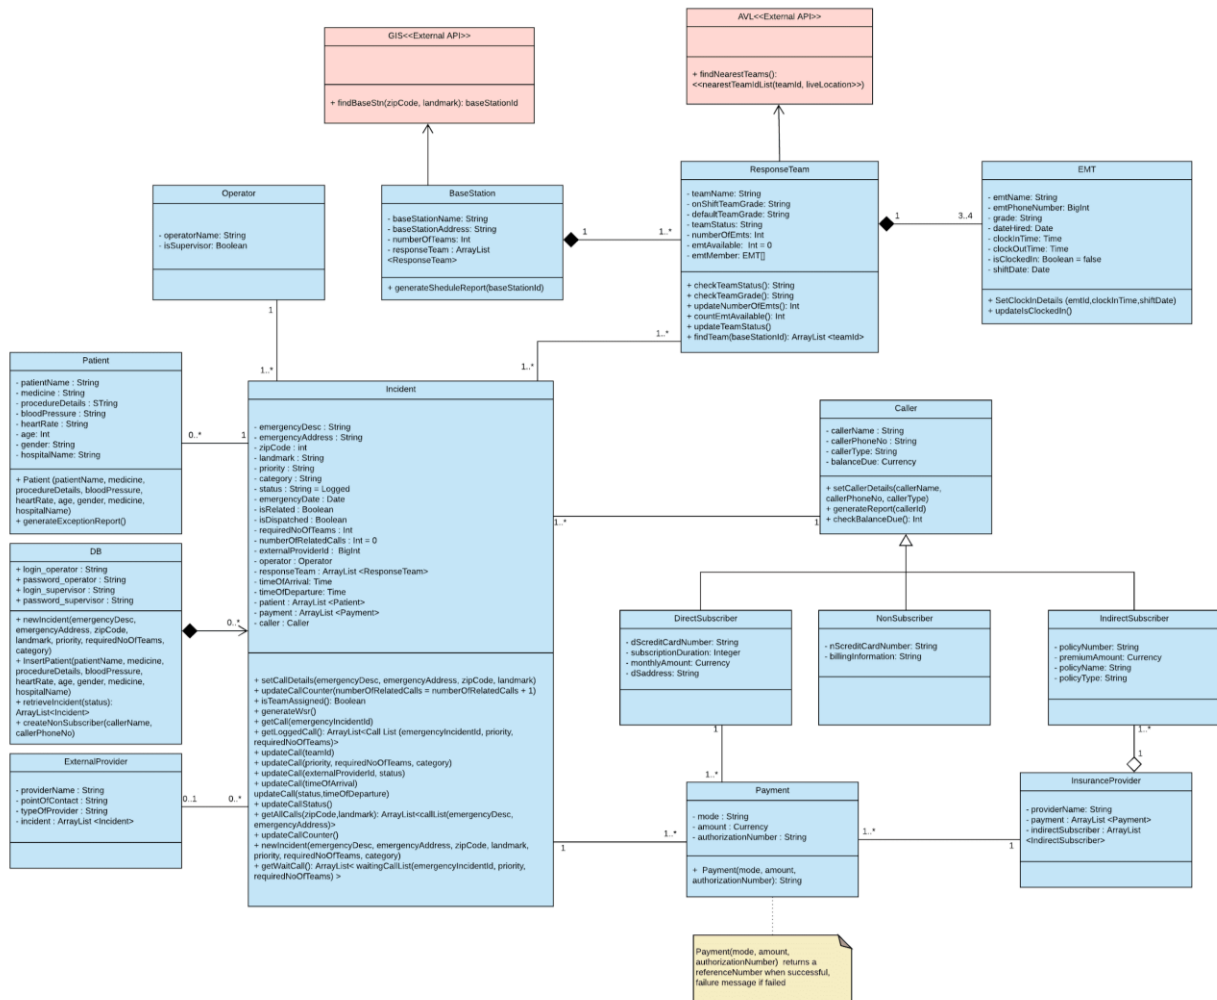 AVL<<External API>>
+ findNearestTeams():
<<nearestTeamIdList(teamId, liveLocation>>)
GIS<<External API>>
+ findBaseStn(zipCode, landmark): baseStationId
Operator
- operatorName: String
- isSupervisor: Boolean
1
1..*
BaseStation
- baseStationName: String
- baseStationAddress: String
- numberOfTeams: Int
- responseTeam : ArrayList
<ResponseTeam>
+ generateSheduleReport(baseStationId)
1
1..*
ResponseTeam
- teamName: String
- onShiftTeamGrade: String
- defaultTeamGrade: String
- teamStatus: String
- numberOfEmts: Int
- emtAvailable:  Int = 0
- emtMember: EMT[]
+ checkTeamStatus(): String
+ checkTeamGrade(): String
+ updateNumberOfEmts(): Int
+ countEmtAvailable(): Int
+ updateTeamStatus()
+ findTeam(baseStationId): ArrayList <teamId>
1
3..4
EMT
- emtName: String
- emtPhoneNumber: BigInt
- grade: String
- dateHired: Date
- clockInTime: Time
- clockOutTime: Time
- isClockedIn: Boolean = false
- shiftDate: Date
+ SetClockInDetails (emtId,clockInTime,shiftDate)
+ updateIsClockedIn()
1..*
1..*
Patient
- patientName : String
- medicine : String
- procedureDetails : STring
- bloodPressure : String
- heartRate : String
- age: Int
- gender: String
- hospitalName: String
+ Patient (patientName, medicine,
procedureDetails, bloodPressure,
heartRate, age, gender, medicine,
hospitalName)
+ generateExceptionReport()
0..*
1
Incident
- emergencyDesc : String
- emergencyAddress : String
- zipCode : int
- landmark : String
- priority : String
- category : String
- status : String = Logged
- emergencyDate : Date
- isRelated : Boolean
- isDispatched : Boolean
- requiredNoOfTeams : Int
- numberOfRelatedCalls : Int = 0
- externalProviderId :  BigInt
- operator : Operator
- responseTeam : ArrayList <ResponseTeam>
- timeOfArrival: Time
- timeOfDeparture: Time
- patient : ArrayList <Patient>
- payment : ArrayList <Payment>
- caller : Caller
+ setCallDetails(emergencyDesc, emergencyAddress, zipCode, landmark)
+ updateCallCounter(numberOfRelatedCalls = numberOfRelatedCalls + 1)
+ isTeamAssigned(): Boolean
+ generateWsr()
+ getCall(emergencyIncidentId)
+ getLoggedCall(): ArrayList<Call List (emergencyIncidentId, priority,
requiredNoOfTeams)>
+ updateCall(teamId)
+ updateCall(priority, requiredNoOfTeams, category)
+ updateCall(externalProviderId, status)
+ updateCall(timeOfArrival)
updateCall(status,timeOfDeparture)
+ updateCallStatus()
+ getAllCalls(zipCode,landmark): ArrayList<callList(emergencyDesc,
emergencyAddress)>
+ updateCallCounter()
+ newIncident(emergencyDesc, emergencyAddress, zipCode, landmark,
priority, requiredNoOfTeams, category)
+ getWaitCall(): ArrayList< waitingCallList(emergencyIncidentId, priority,
requiredNoOfTeams) >
1..*
1
Caller
- callerName : String
- callerPhoneNo : String
- callerType: String
- balanceDue: Currency
+ setCallerDetails(callerName,
callerPhoneNo, callerType)
+ generateReport(callerId)
+ checkBalanceDue(): Int
DB
+ login_operator : String
+ password_operator : String
+ login_supervisor : String
+ password_supervisor : String
+ newIncident(emergencyDesc,
emergencyAddress, zipCode,
landmark, priority, requiredNoOfTeams,
category)
+ InsertPatient(patientName, medicine,
procedureDetails, bloodPressure,
heartRate, age, gender, medicine,
hospitalName)
+ retrieveIncident(status):
ArrayList<Incident>
+ createNonSubscriber(callerName,
callerPhoneNo)
0..*
DirectSubscriber
- dScreditCardNumber: String
- subscriptionDuration: Integer
- monthlyAmount: Currency
- dSaddress: String
1
1..*
NonSubscriber
- nScreditCardNumber: String
- billingInformation: String
IndirectSubscriber
- policyNumber: String
- premiumAmount: Currency
- policyName: String
- policyType: String
1..*
1
ExternalProvider
- providerName : String
- pointOfContact : String
- typeOfProvider : String
- incident : ArrayList <Incident>
0..1
0..*
Payment
- mode : String
- amount : Currency
- authorizationNumber : String
+  Payment(mode, amount,
authorizationNumber): String
1
1..*
1..*
1
InsuranceProvider
- providerName: String
- payment : ArrayList <Payment>
- indirectSubscriber : ArrayList
<IndirectSubscriber>
Payment(mode, amount,
authorizationNumber)  returns a
referenceNumber when successful,
failure message if failed